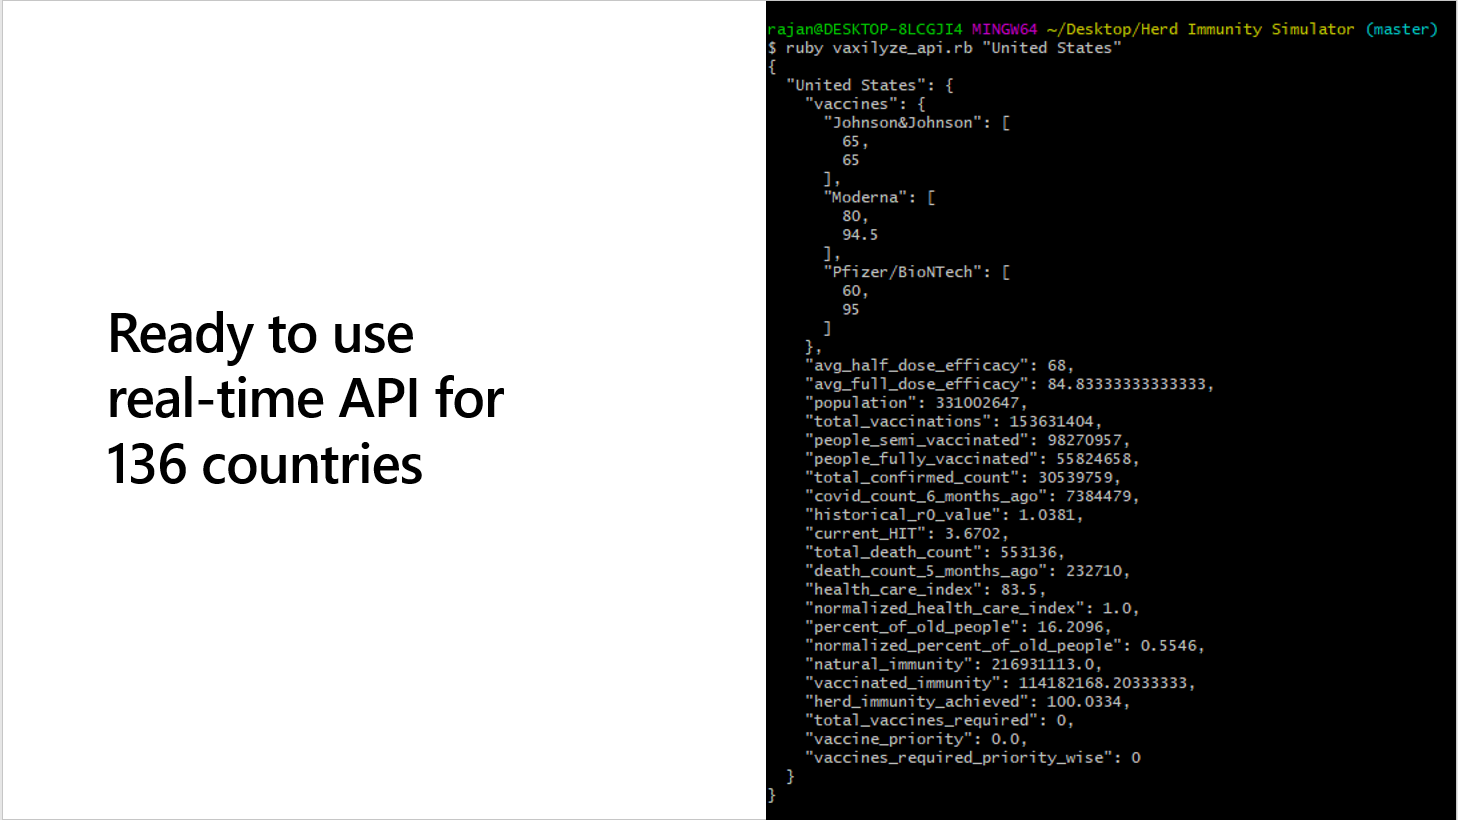 Ready to use
real-time API for
136 countries
rajan@DESKTOP-8LCGJI4 MINGW64 ~/Desktop/Herd Immunity Simulator (master)
$ ruby vaxilyze_api.rb "United States"
{
  "United States": {
    "vaccines": {
      "Johnson&Johnson": [
        65,
        65
      ],
      "Moderna": [
        80,
        94.5
      ],
      "Pfizer/BioNTech": [
        60,
        95
      ]
    },
    "avg_half_dose_efficacy": 68,
    "avg_full_dose_efficacy": 84.83333333333333,
    "population": 331002647,
    "total_vaccinations": 153631404,
    "people_semi_vaccinated": 98270957,
    "people_fully_vaccinated": 55824658,
    "total_confirmed_count": 30539759,
    "covid_count_6_months_ago": 7384479,
    "historical_r0_value": 1.0381,
    "current_HIT": 3.6702,
    "total_death_count": 553136,
    "death_count_5_months_ago": 232710,
    "health_care_index": 83.5,
    "normalized_health_care_index": 1.0,
    "percent_of_old_people": 16.2096,
    "normalized_percent_of_old_people": 0.5546,
    "natural_immunity": 216931113.0,
    "vaccinated_immunity": 114182168.20333333,
    "herd_immunity_achieved": 100.0334,
    "total_vaccines_required": 0,
    "vaccine_priority": 0.0,
    "vaccines_required_priority_wise": 0
  }
}